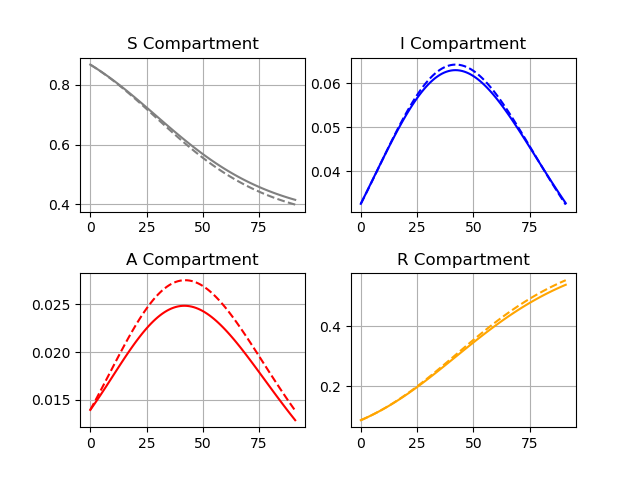 S Compartment
0.8
0.6
0.4
0 25 50 75
I Compartment
0.06
0.05
0.04
0 25 50 75
A Compartment
0.025
0.020
0.015
0 25 50 75
R Compartment
0.4
0.2
0 25 50 75